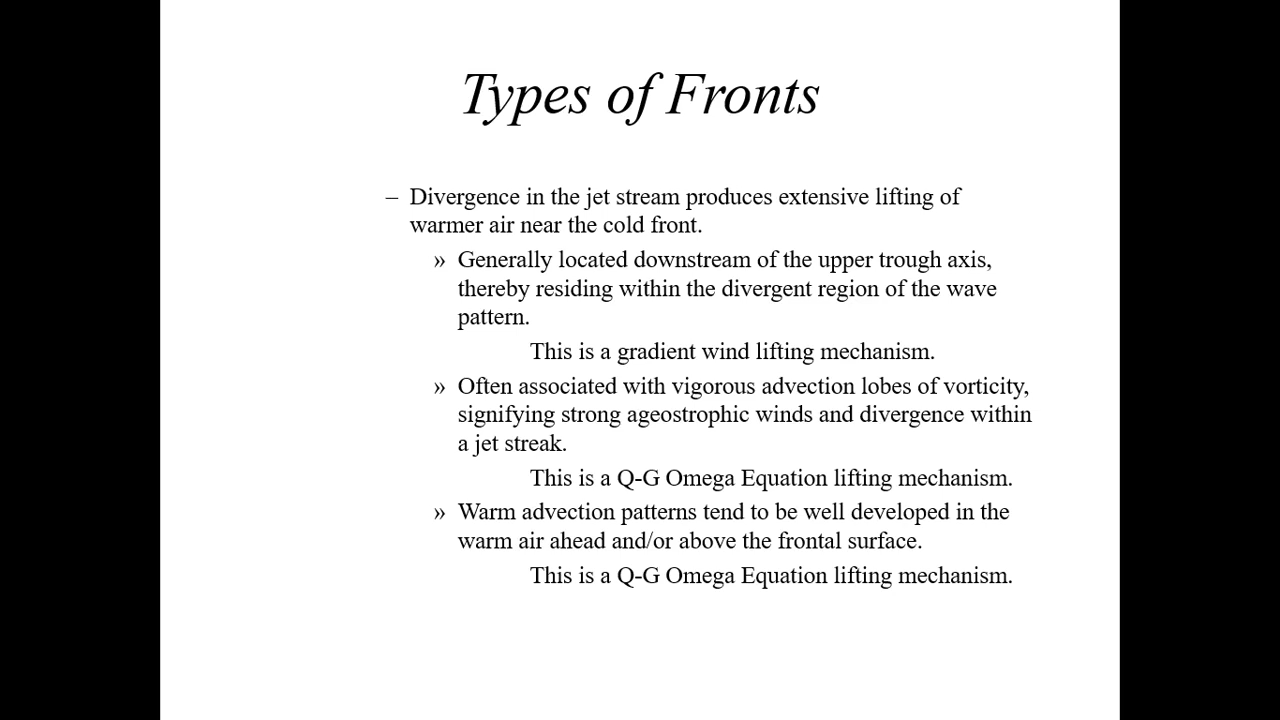 Types of Fronts
– Divergence in the jet stream produces extensive lifting of
warmer air near the cold front.
» Generally located downstream of the upper trough axis,
thereby residing within the divergent region of the wave
pattern.
This is a gradient wind lifting mechanism.
» Often associated with vigorous advection lobes of vorticity,
signifying strong ageostrophic winds and divergence within
a jet streak.
This is a Q-G Omega Equation lifting mechanism.
» Warm advection patterns tend to be well developed in the
warm air ahead and/or above the frontal surface.
This is a Q-G Omega Equation lifting mechanism.